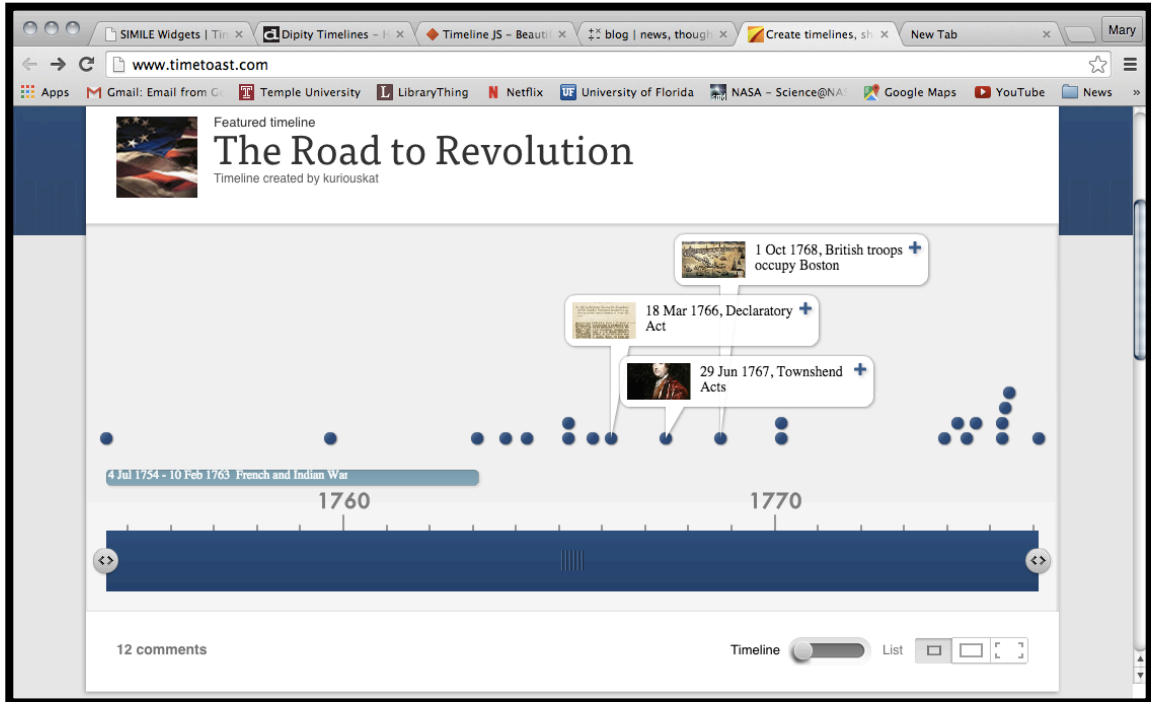 SIMILE Widgets | Tim
Dipity Timelines – H
Timeline JS – Beautif
blog | news, though
Create timelines, sh
New Tab
Mary
www.timetoast.com
Apps
Gmail: Email from G
Temple University
LibraryThing
Netflix
University of Florida
NASA – Science@NAS
Google Maps
YouTube
News
»
Featured timeline
The Road to Revolution
Timeline created by kuriouskat
1 Oct 1768, British troops
occupy Boston
18 Mar 1766, Declaratory
Act
29 Jun 1767, Townshend
Acts
4 Jul 1754 - 10 Feb 1763 French and Indian War
1760
1770
12 comments
Timeline
List